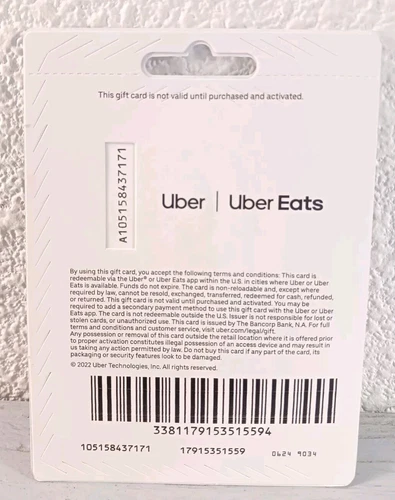 This gift card is not valid until purchased and activated.
A105158437171
Uber | Uber Eats
By using this gift card, you accept the following terms and conditions: This card is
redeemable via the Uber® or Uber Eats app within the U.S. in cities where Uber or Uber
Eats is available. Funds do not expire. The card is non-reloadable and, except where
required by law, cannot be resold, exchanged, transferred, redeemed for cash, refunded,
or returned. This gift card is not valid until purchased and activated. You may be
required to add a secondary payment method to use this gift card with the Uber or Uber
Eats app. The card is not redeemable outside the U.S. Issuer is not responsible for lost or
stolen cards, or unauthorized use. This card is issued by The Bancorp Bank, N.A. For full
terms and conditions and customer service, visit uber.com/legal/gift.
Any possession or removal of this card outside the retail location where it is offered prior
to proper activation constitutes illegal possession of an access device and may result in
us taking any action permitted by law. Do not buy this card if any part of the card, its
packaging or security features look to be damaged.
© 2022 Uber Technologies, Inc. All rights reserved.
3381179153515594
105158437171 17915351559 0624 9034